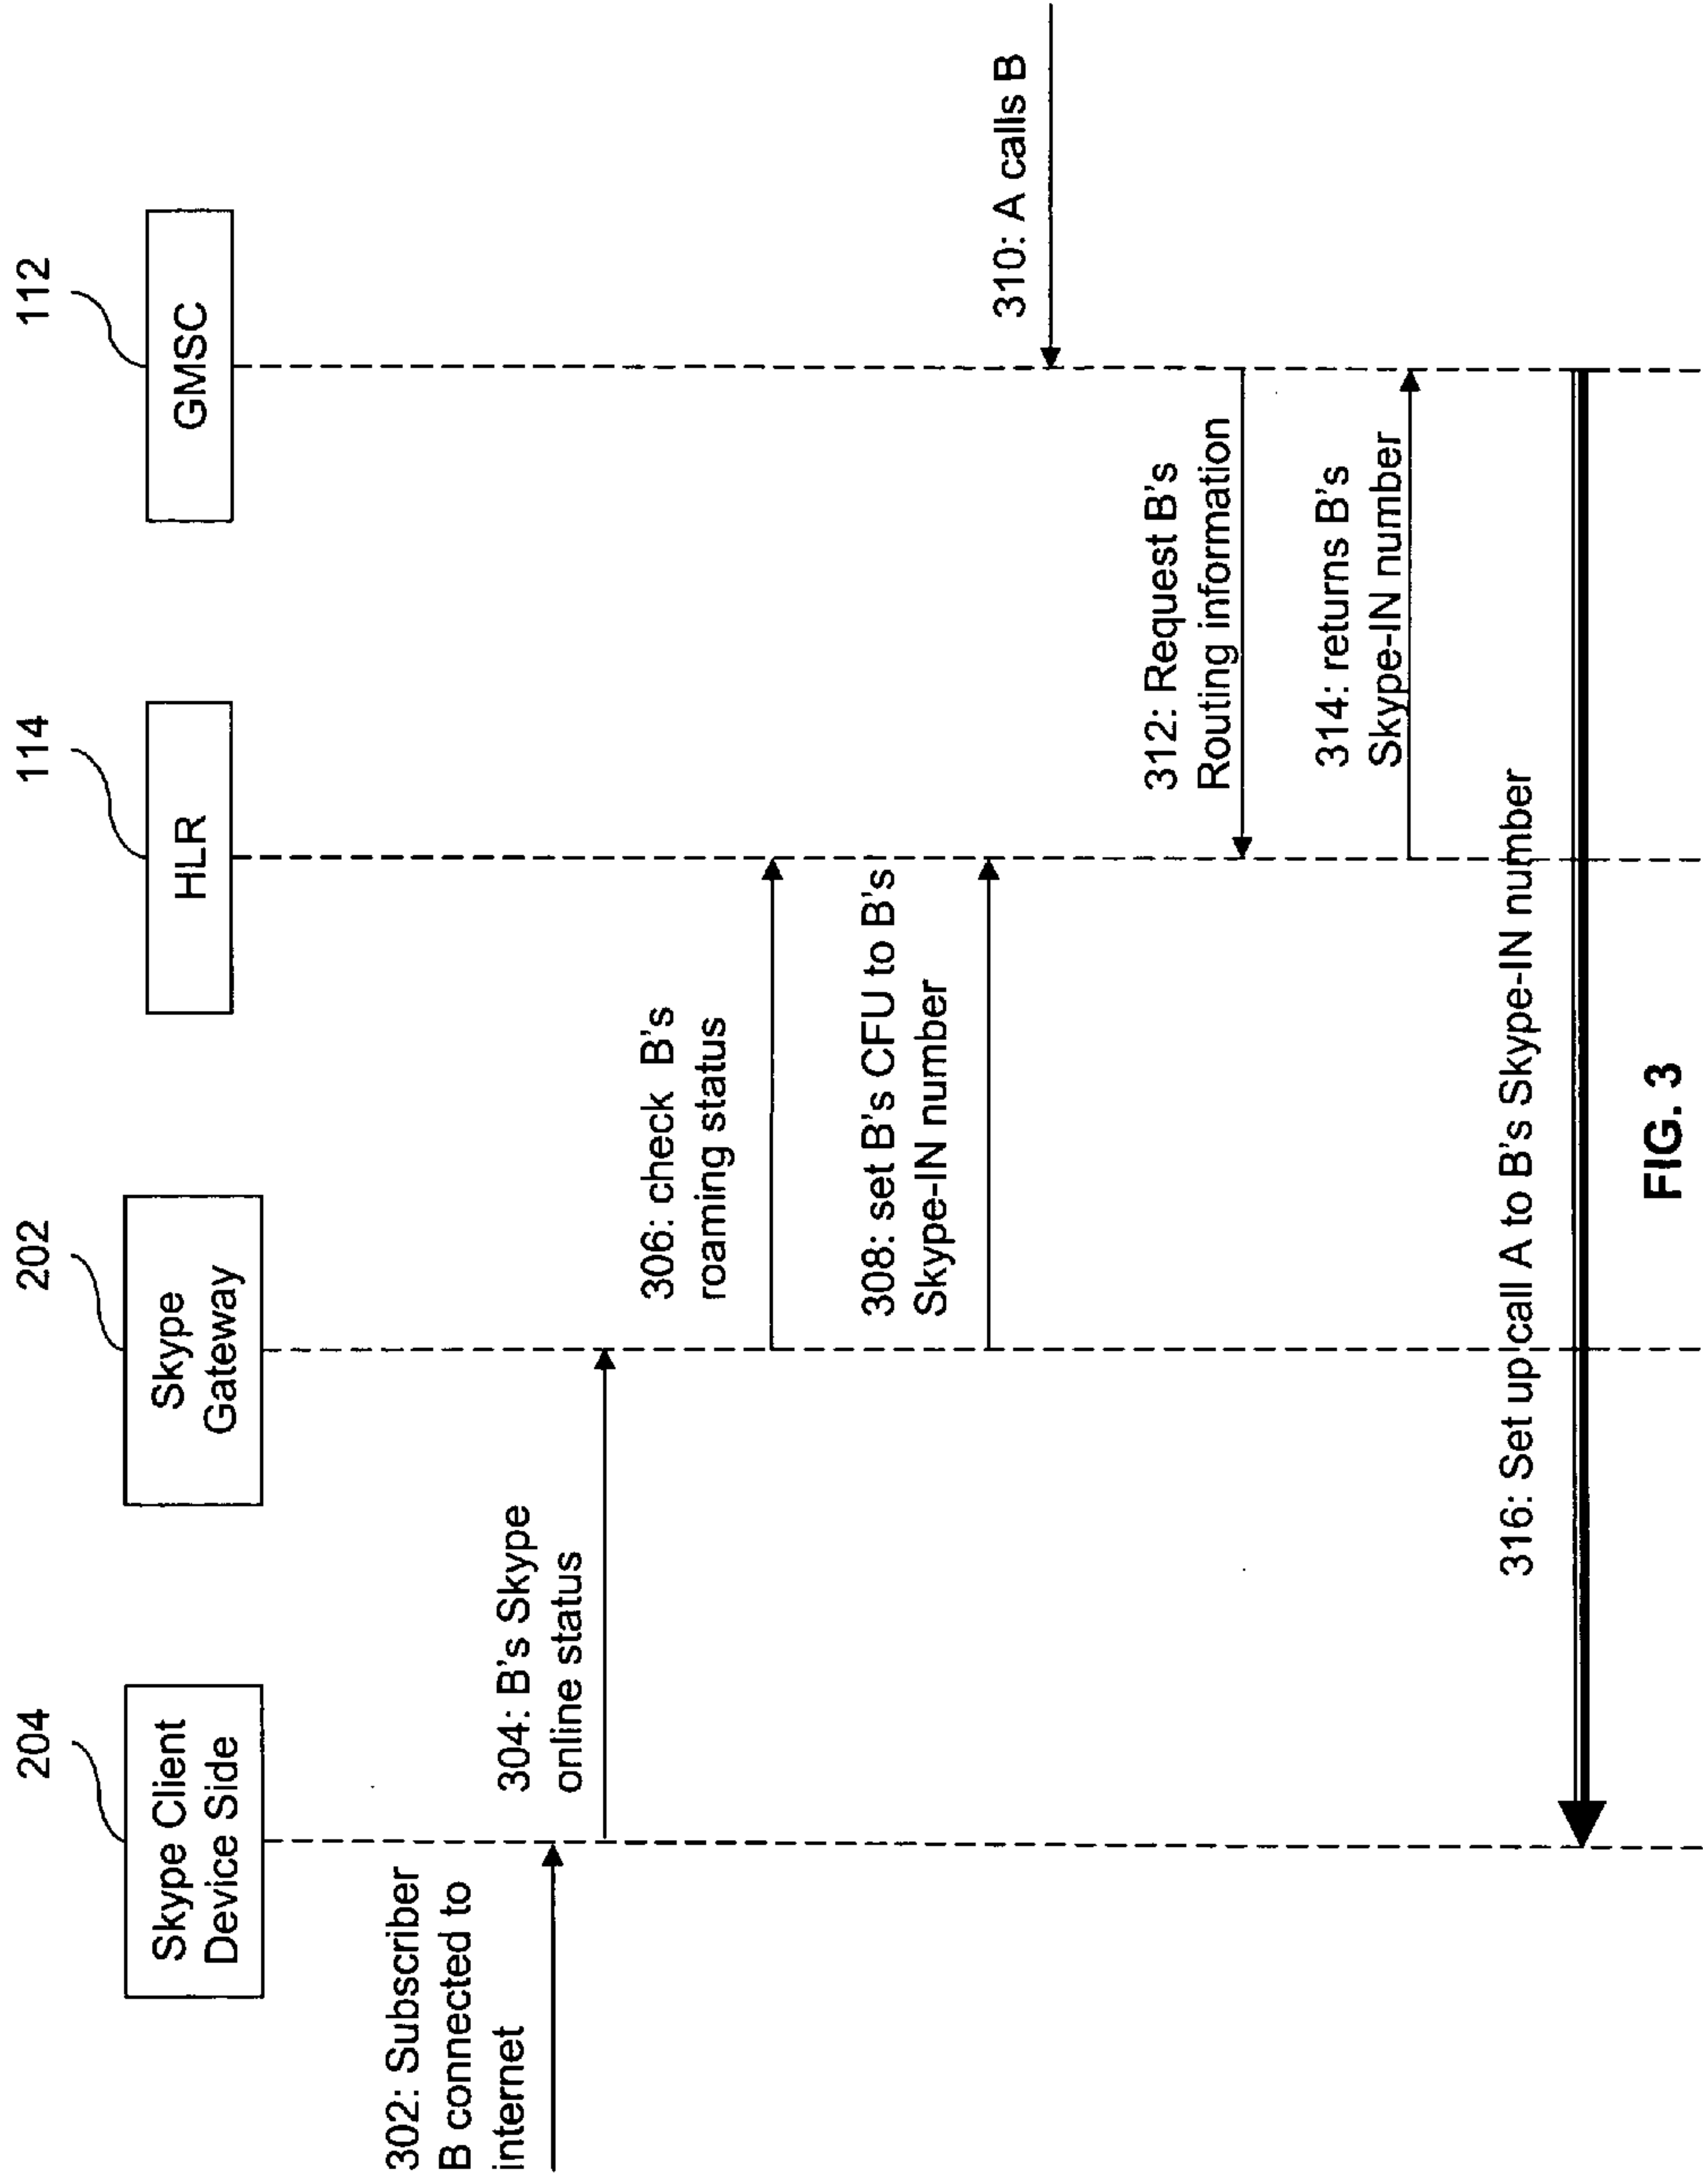 204
202
114
112
Skype Client
Device Side
Skype
Gateway
HLR
GMSC
302: Subscriber
B connected to
internet
304: B's Skype
online status
306: check B's
roaming status
308: set B's CFU to B's
Skype-IN number
310: A calls B
312: Request B's
Routing information
314: returns B's
Skype-IN number
316: Set up call A to B's Skype-IN number
FIG. 3